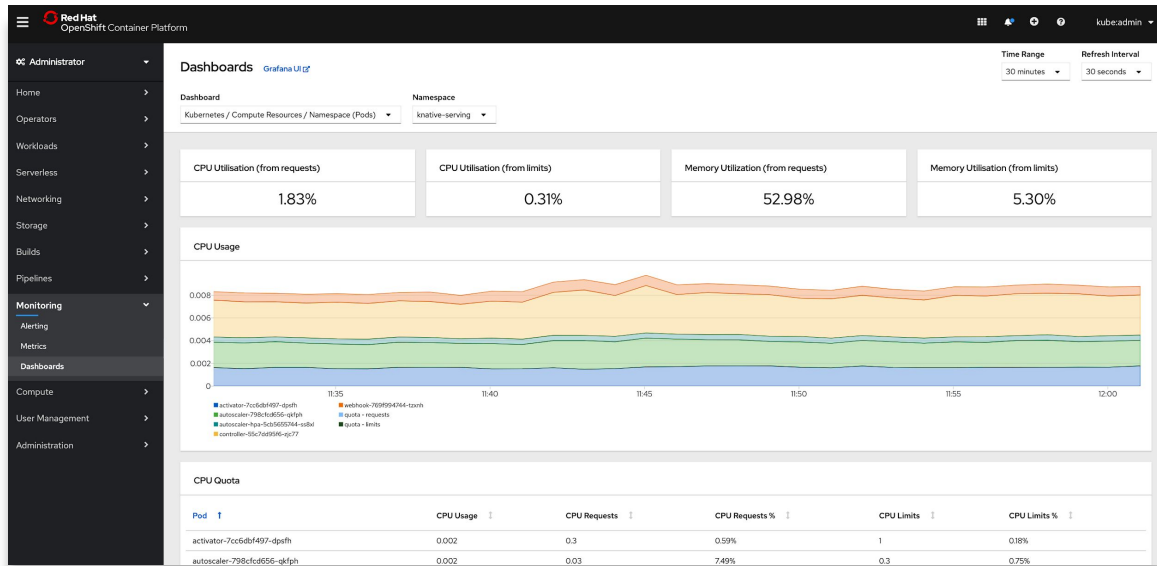 Red Hat
OpenShift Container Platform
kube:admin
Administrator
Home
Operators
Workloads
Serverless
Networking
Storage
Builds
Pipelines
Monitoring
Alerting
Metrics
Dashboards
Compute
User Management
Administration
Dashboards Grafana UI
Time Range Refresh Interval
30 minutes 30 seconds
Dashboard Namespace
Kubernetes / Compute Resources / Namespace (Pods) knative-serving
CPU Utilisation (from requests) CPU Utilisation (from limits) Memory Utilization (from requests) Memory Utilisation (from limits)
1.83% 0.31% 52.98% 5.30%
CPU Usage
0.008
0.006
0.004
0.002
0
11:35 11:40 11:45 11:50 11:55 12:00
activator-7cc6dbf497-dpsfh webhook-769f994744-tzxnh
autoscaler-798cfcd656-qkfph quota - requests
autoscaler-hpa-5cb5655744-ss8xl quota - limits
controller-55c7dd95f6-zjc77
CPU Quota
Pod CPU Usage CPU Requests CPU Requests % CPU Limits CPU Limits %
activator-7cc6dbf497-dpsfh 0.002 0.3 0.59% 1 0.18%
autoscaler-798cfcd656-qkfph 0.002 0.03 7.49% 0.3 0.75%